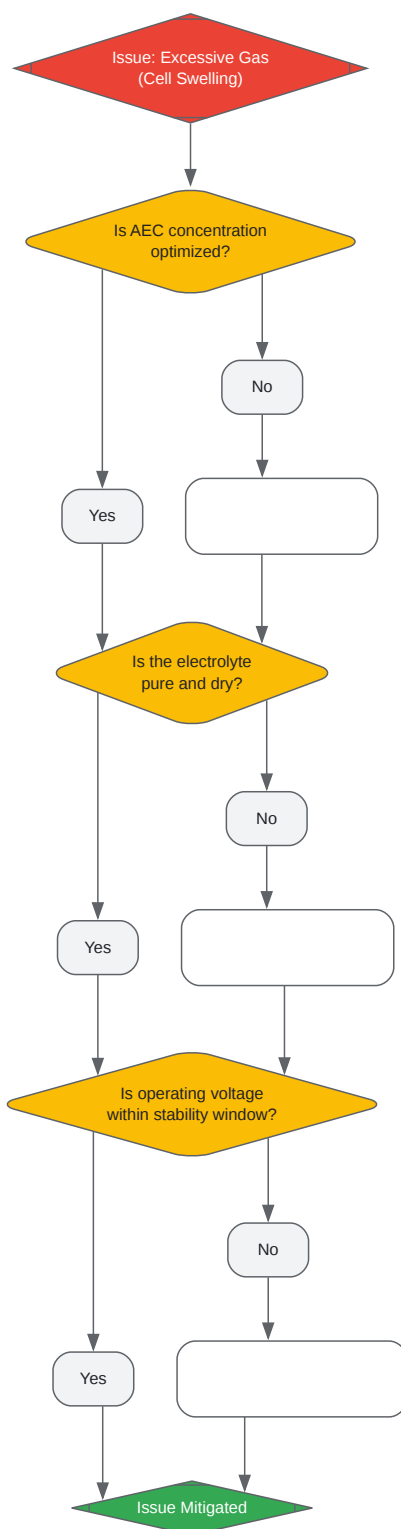 Issue: Excessive Gas
(Cell Swelling)
Is AEC concentration
optimized?
No
Yes
Is the electrolyte
pure and dry?
No
Yes
Is operating voltage
within stability window?
No
Yes
Issue Mitigated